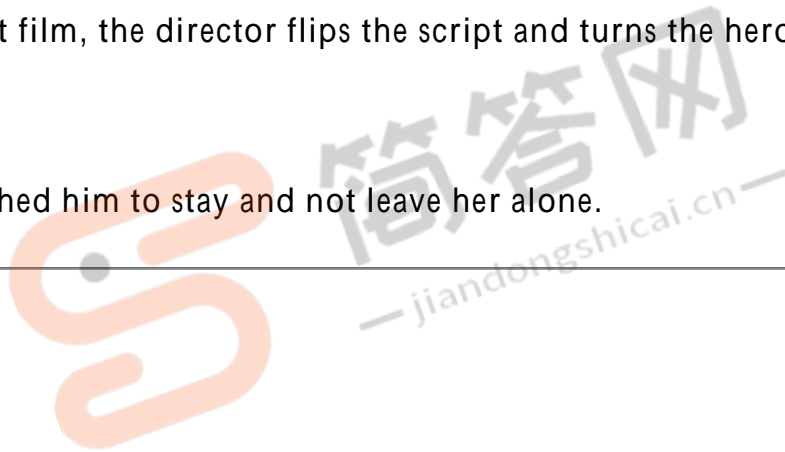 t film, the director flips the script and turns the hero
hed him to stay and not leave her alone.
简答网
— jiandongshicai.cn —